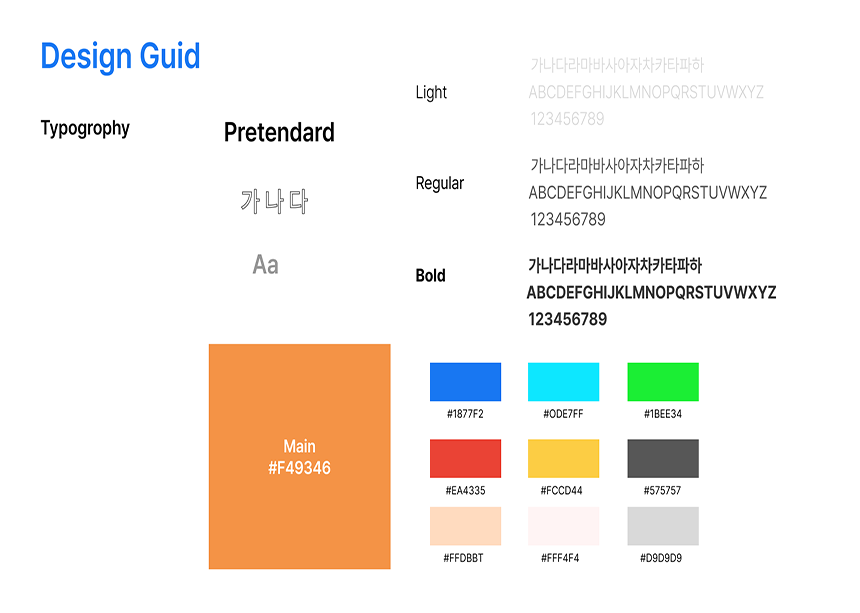 Design Guid
Typogrophy
Pretendard
가나다
Aa
Light
가나다라마바사아자차카타파하
ABCDEFGHIJKLMNOPQRSTUVWXYZ
123456789
Regular
가나다라마바사아자차카타파하
ABCDEFGHIJKLMNOPQRSTUVWXYZ
123456789
Bold
가나다라마바사아자차카타파하
ABCDEFGHIJKLMNOPQRSTUVWXYZ
123456789
Main
#F49346
#1877F2
#ODE7FF
#1BEE34
#EA4335
#FCCD44
#575757
#FFDBBT
#FFF4F4
#D9D9D9